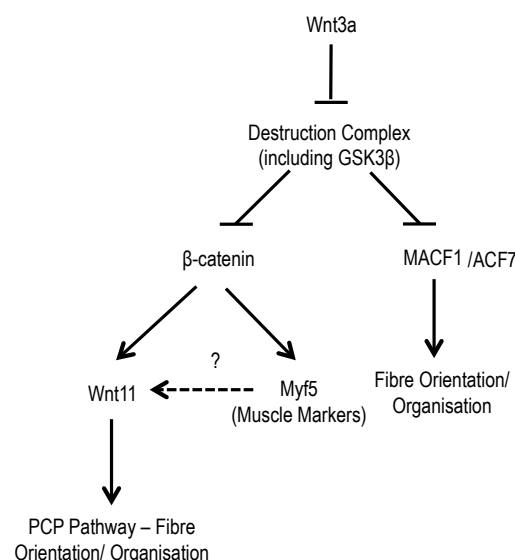 Wnt3a
Destruction Complex
(including GSK3β)
β-catenin
MACF1 /ACF7
?
Wnt11
Myf5
(Muscle Markers)
Fibre Orientation/
Organisation
PCP Pathway – Fibre
Orientation/ Organisation